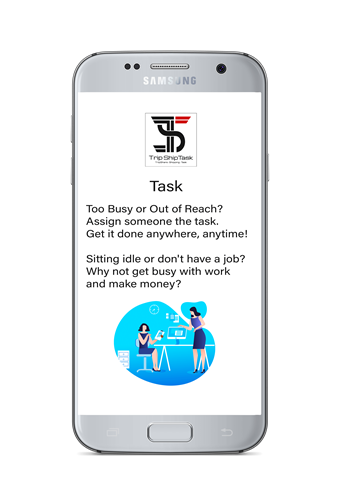 SAMSUNG
Trip Ship Task
Task
Too Busy or Out of Reach?
Assign someone the task.
Get it done anywhere, anytime!
Sitting idle or don't have a job?
Why not get busy with work
and make money?